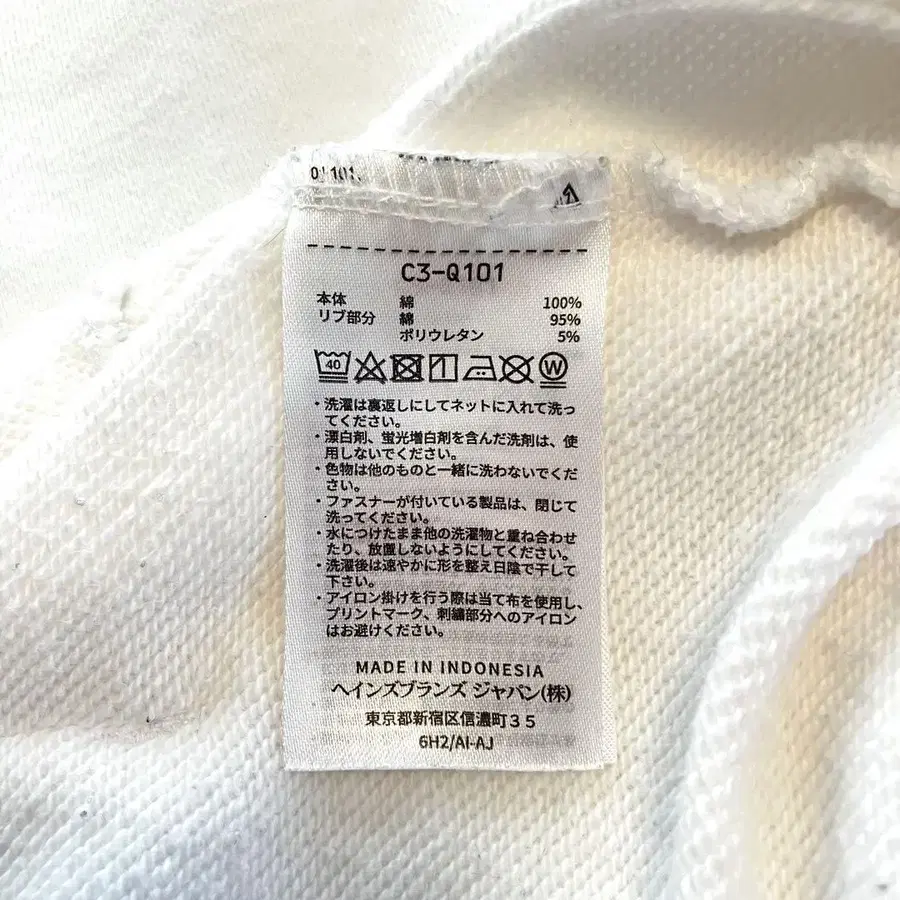 C3-Q101
本体 綿 100%
リブ部分 綿 95%
ポリウレタン 5%
40
W
・洗濯は裏返しにしてネットに入れて洗っ
てください。
・漂白剤、蛍光増白剤を含んだ洗剤は、使
用しないでください。
・色物は他のものと一緒に洗わないでくだ
さい。
・ファスナーが付いている製品は、閉じて
洗ってください。
・水につけたまま他の洗濯物と重ね合わせ
たり、放置しないようにしてください。
・洗濯後は速やかに形を整え日陰で干して
下さい。
・アイロン掛けを行う際は当て布を使用し、
プリントマーク、刺繍部分へのアイロン
はお避けください。
MADE IN INDONESIA
ヘインズブランズ ジャパン(株)
東京都新宿区信濃町35
6H2/AI-AJ